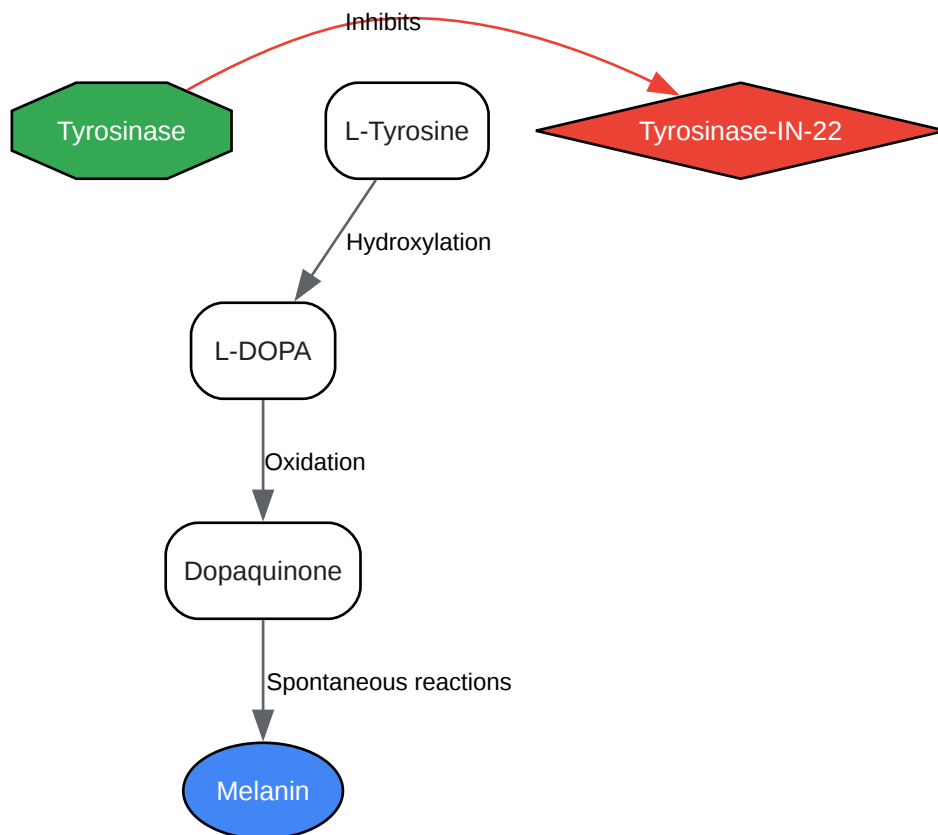 Inhibits
Tyrosinase
L-Tyrosine
Tyrosinase-IN-22
Hydroxylation
L-DOPA
Oxidation
Dopaquinone
Spontaneous reactions
Melanin